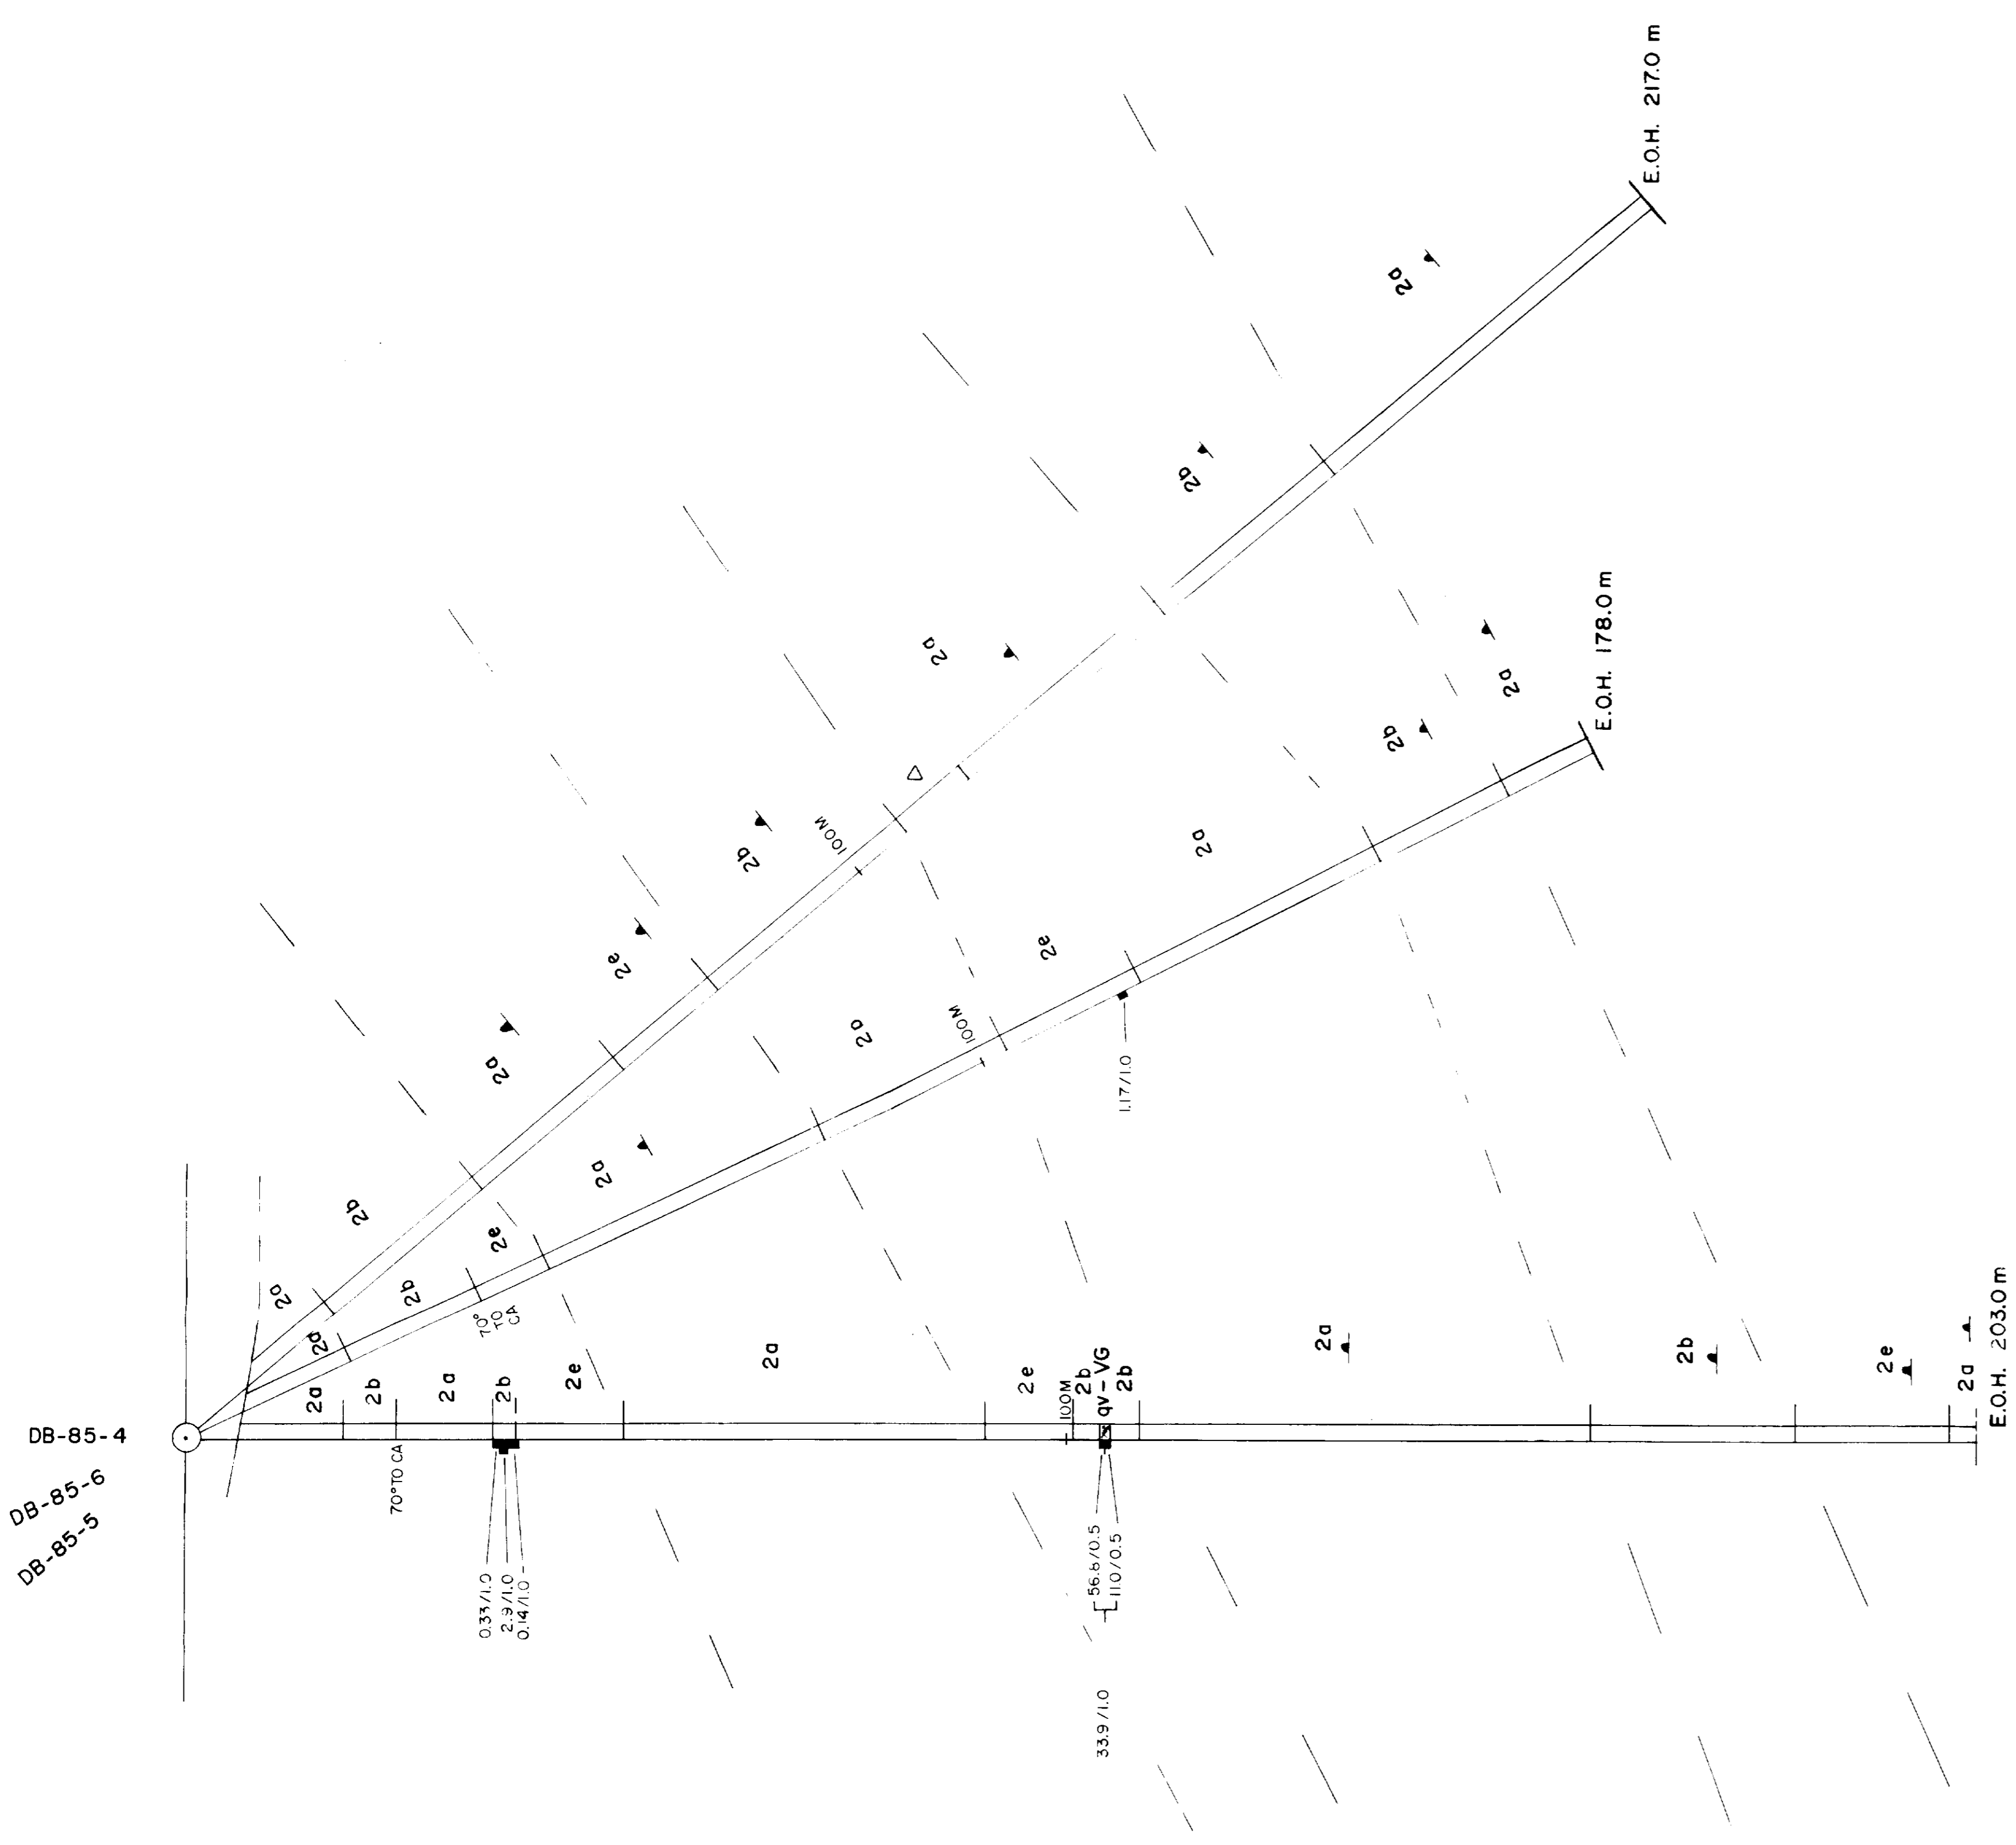 DB-85-4
DB-85-6
DB-85-5
E.O.H. 217.0 m
2a
2b
2a
△
100M
2b
2e
2a
2b
2a
E.O.H. 178.0 m
2a
2b
2a
2e
1.17/1.0
100M
2a
2a
2e
70°
TO
CA
2b
2a
2a
2b
70° TO CA
2a
2b
0.33/1.0
2.9/1.0
0.14/1.0
2e
2a
2e
100M
2b
qv-VG
2b
56.8/0.5
11.0/0.5
33.9/1.0
2a
2b
2e
2a
E.O.H. 203.0 m